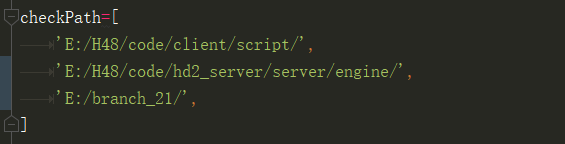 checkPath=[
'E:/H48/code/client/script/',
'E:/H48/code/hd2_server/server/engine/',
'E:/branch_21/',
]